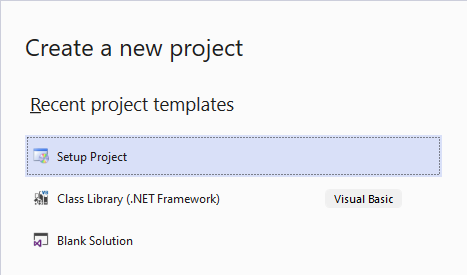 Create a new project
Recent project templates
Setup Project
Class Library (.NET Framework) Visual Basic
Blank Solution